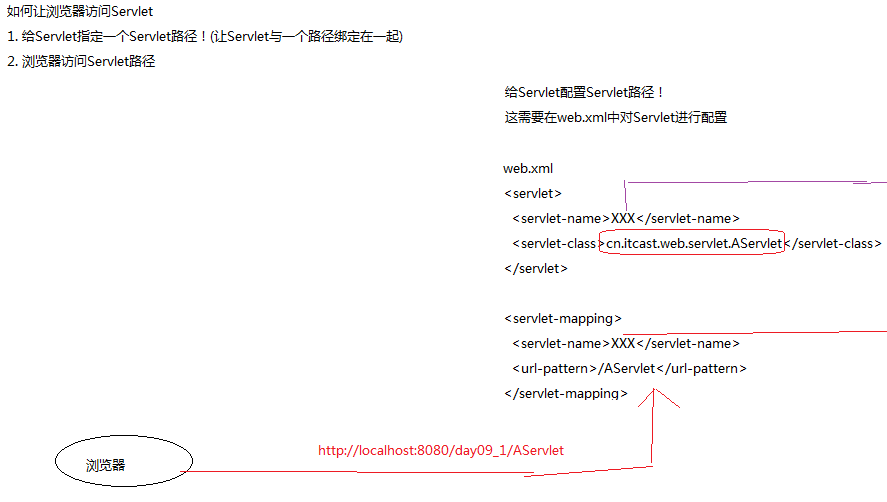 如何让浏览器访问Servlet
1. 给Servlet指定一个Servlet路径！(让Servlet与一个路径绑定在一起)
2. 浏览器访问Servlet路径
给Servlet配置Servlet路径！
这需要在web.xml中对Servlet进行配置
web.xml
<servlet>
<servlet-name>XXX</servlet-name>
<servlet-class>cn.itcast.web.servlet.AServlet</servlet-class>
</servlet>
<servlet-mapping>
<servlet-name>XXX</servlet-name>
<url-pattern>/AServlet</url-pattern>
</servlet-mapping>
http://localhost:8080/day09_1/AServlet
浏览器